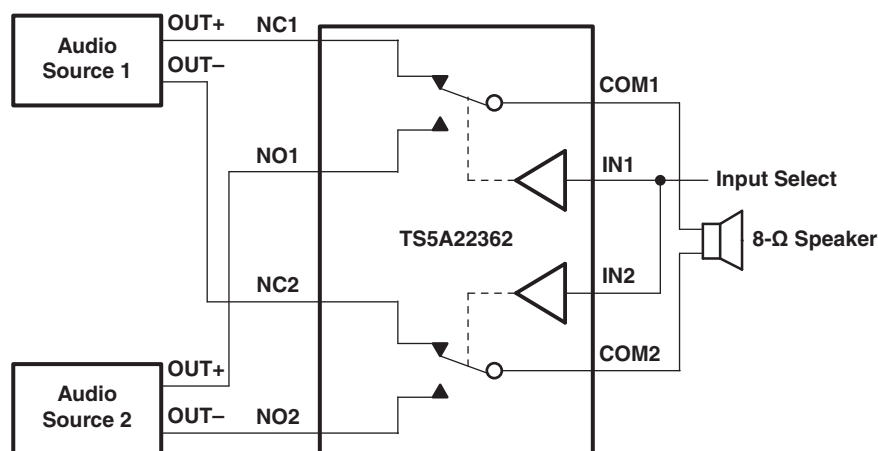 OUT+
NC1
Audio
Source 1
OUT–
COM1
NO1
IN1
Input Select
TS5A22362
8-Ω Speaker
NC2
IN2
COM2
OUT+
Audio
Source 2
OUT–
NO2